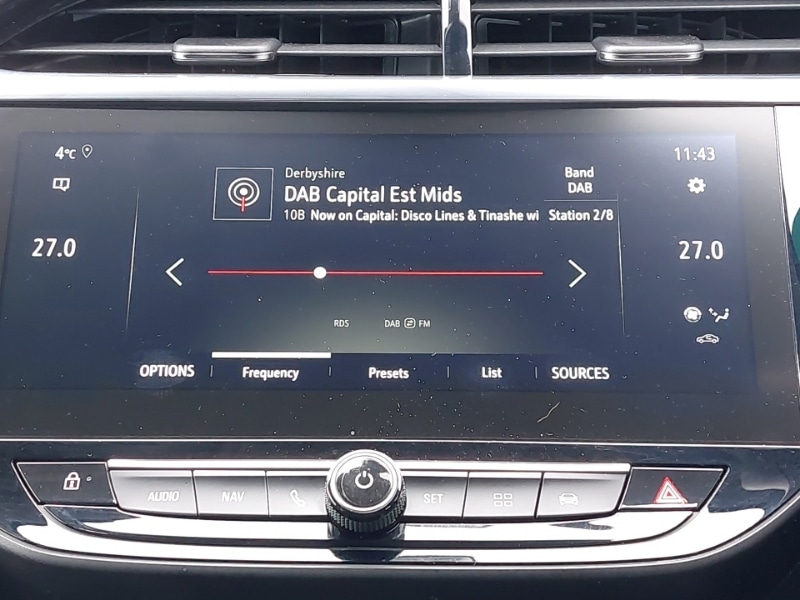 4°C
11:43
Derbyshire
Band
DAB Capital Est Mids
DAB
10B Now on Capital: Disco Lines & Tinashe wi
Station 2/8
27.0
27.0
RDS
DAB FM
OPTIONS
Frequency
Presets
List
SOURCES
AUDIO
NAV
SET